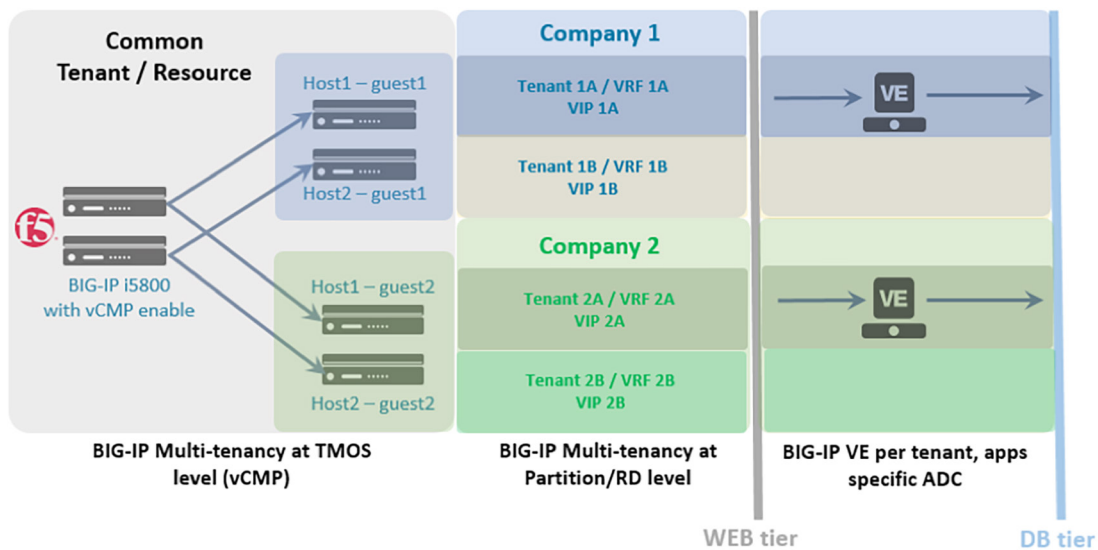 Common
Tenant / Resource
Host1 – guest1
Host2 – guest1
f5
BIG-IP i5800
with vCMP enable
Host1 – guest2
Host2 – guest2
BIG-IP Multi-tenancy at TMOS
level (vCMP)
Company 1
Tenant 1A / VRF 1A
VIP 1A
Tenant 1B / VRF 1B
VIP 1B
Company 2
Tenant 2A / VRF 2A
VIP 2A
Tenant 2B / VRF 2B
VIP 2B
BIG-IP Multi-tenancy at
Partition/RD level
VE
VE
BIG-IP VE per tenant, apps
specific ADC
WEB tier
DB tier